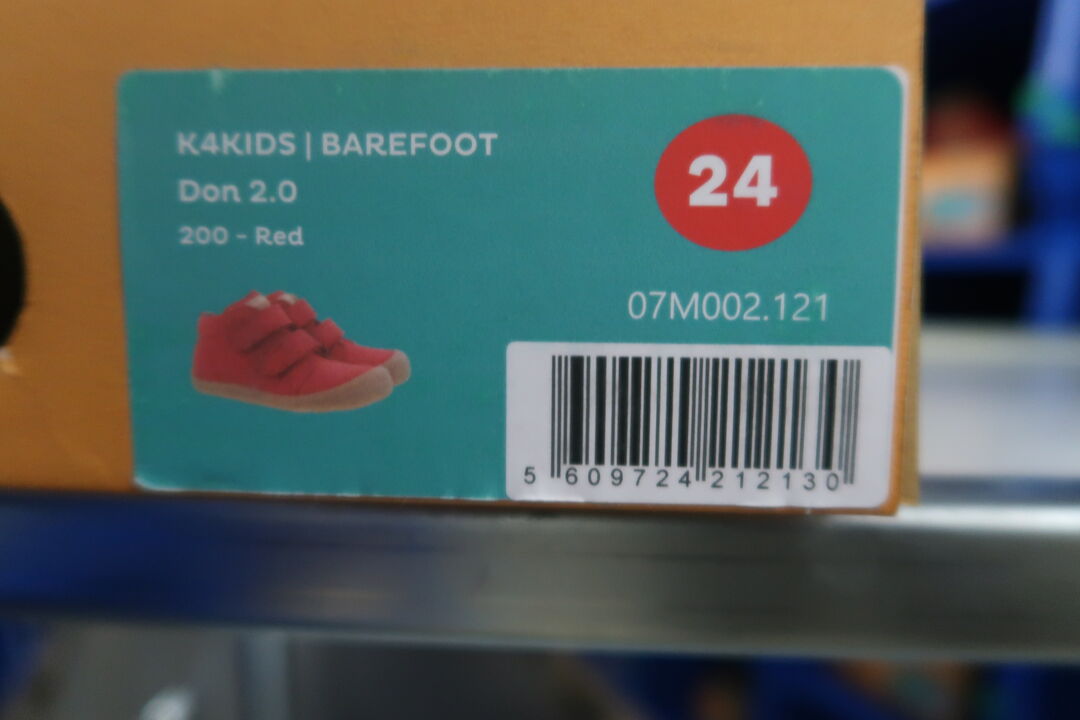 K4KIDS | BAREFOOT
Don 2.0
200 - Red
24
07M002.121
5 609724 212130